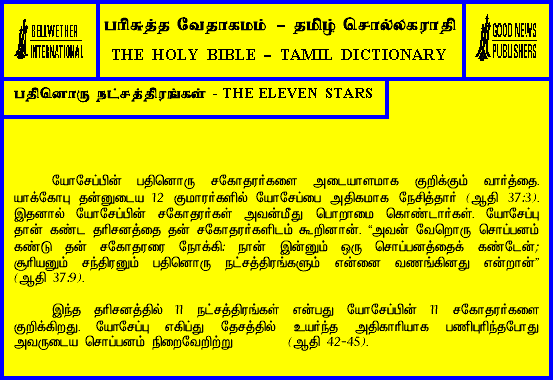 BELLWETHER
INTERNATIONAL
பரிசுத்த வேதாகமம் – தமிழ் சொல்லகராதி
THE HOLY BIBLE – TAMIL DICTIONARY
GOOD NEWS
PUBLISHERS
பதினொரு நட்சத்திரங்கள் - THE ELEVEN STARS
யோசேப்பின் பதினொரு சகோதரர்களை அடையாளமாக குறிக்கும் வார்த்தை.
யாக்கோபு தன்னுடைய 12 குமாரர்களில் யோசேப்பை அதிகமாக நேசித்தார் (ஆதி 37:3).
இதனால் யோசேப்பின் சகோதரர்கள் அவன்மீது பொறாமை கொண்டார்கள். யோசேப்பு
தான் கண்ட தரிசனத்தை தன் சகோதரர்களிடம் கூறினான். “அவன் வேறொரு சொப்பனம்
கண்டு தன் சகோதரரை நோக்கி: நான் இன்னும் ஒரு சொப்பனத்தைக் கண்டேன்;
சூரியனும் சந்திரனும் பதினொரு நட்சத்திரங்களும் என்னை வணங்கினது என்றான்”
(ஆதி 37:9).
இந்த தரிசனத்தில் 11 நட்சத்திரங்கள் என்பது யோசேப்பின் 11 சகோதரர்களை
குறிக்கிறது. யோசேப்பு எகிப்து தேசத்தில் உயர்ந்த அதிகாரியாக பணிபுரிந்தபோது
அவருடைய சொப்பனம் நிறைவேறிற்று (ஆதி 42-45).